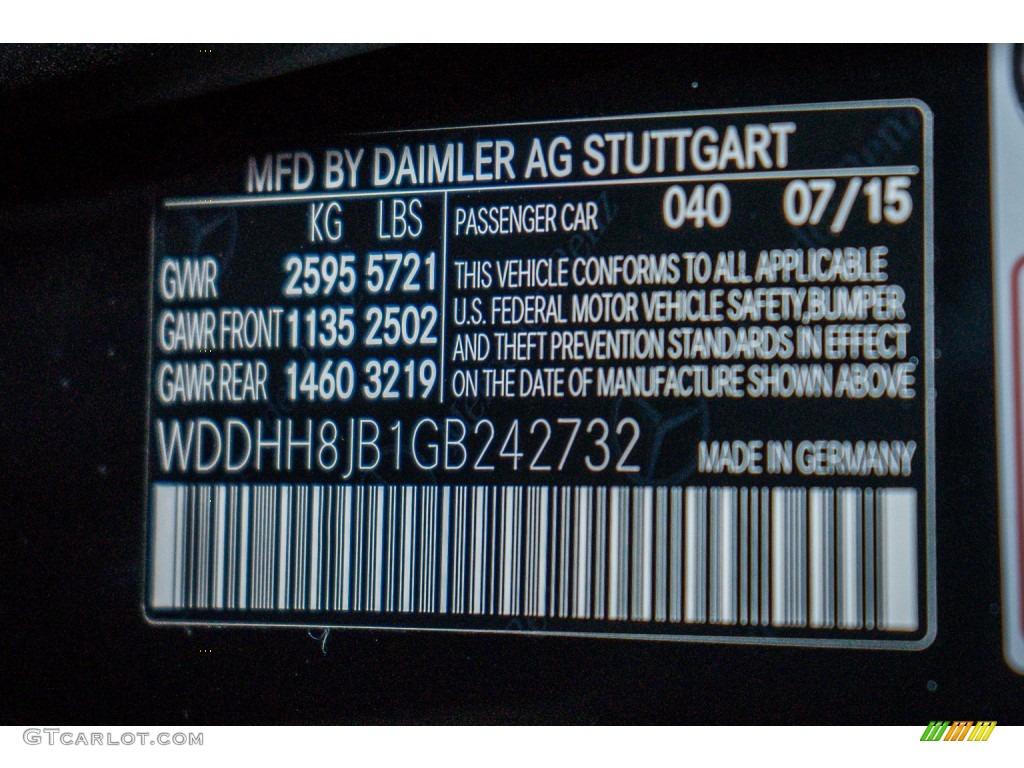 MFD BY DAIMLER AG STUTTGART
KG LBS
GVWR 2595 5721
GAWR FRONT 1135 2502
GAWR REAR 1460 3219
PASSENGER CAR 040 07/15
THIS VEHICLE CONFORMS TO ALL APPLICABLE
U.S. FEDERAL MOTOR VEHICLE SAFETY,BUMPER
AND THEFT PREVENTION STANDARDS IN EFFECT
ON THE DATE OF MANUFACTURE SHOWN ABOVE
WDDHH8JB1GB242732
MADE IN GERMANY
GTCARLOT.COM